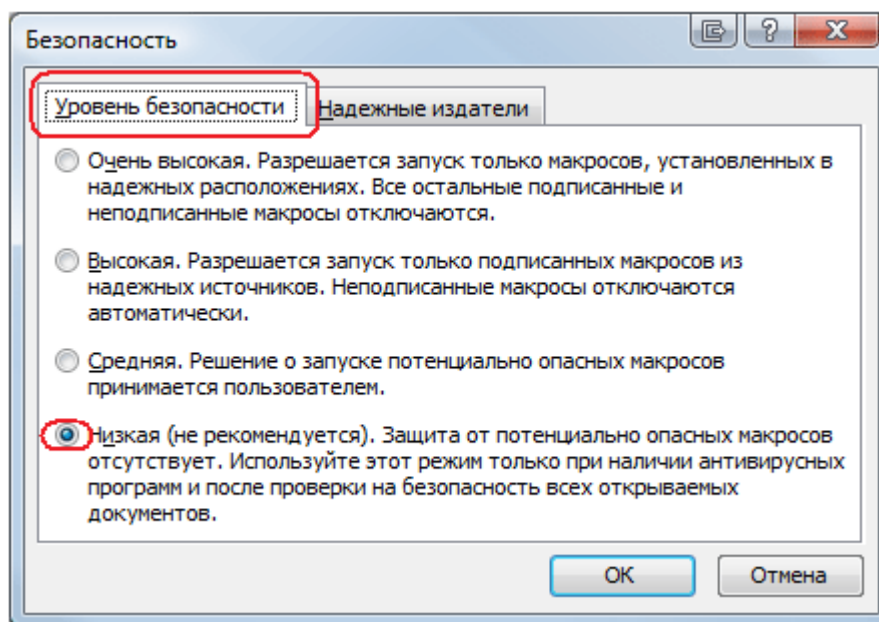 Безопасность
Уровень безопасности
Надежные издатели
Очень высокая. Разрешается запуск только макросов, установленных в
надежных расположениях. Все остальные подписанные и
неподписанные макросы отключаются.
Высокая. Разрешается запуск только подписанных макросов из
надежных источников. Неподписанные макросы отключаются
автоматически.
Средняя. Решение о запуске потенциально опасных макросов
принимается пользователем.
Низкая (не рекомендуется). Защита от потенциально опасных макросов
отсутствует. Используйте этот режим только при наличии антивирусных
программ и после проверки на безопасность всех открываемых
документов.
ОК
Отмена